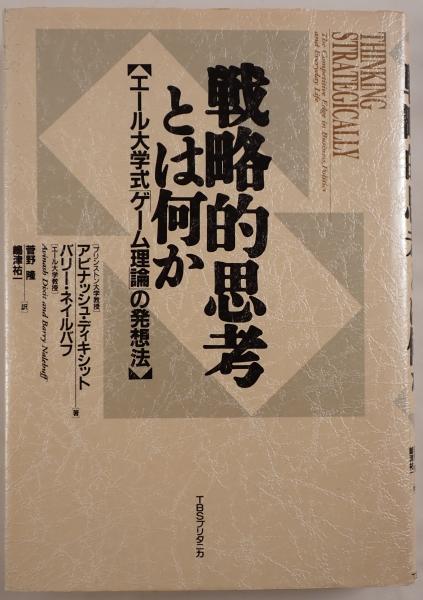 THINKING
STRATEGICALLY
The Competitive Edge in Business, Politics
and Everyday Life
戦略的思考
とは何か
【エール大学式「ゲーム理論」の発想法】
[プリンストン大学教授]
アビナッシュ・ディキシット
バリー・ネイルバフ
[エール大学教授]
著
Avinash Dixit and Barry Nalebuff
菅野 隆
嶋津祐一
訳
TBSブリタニカ